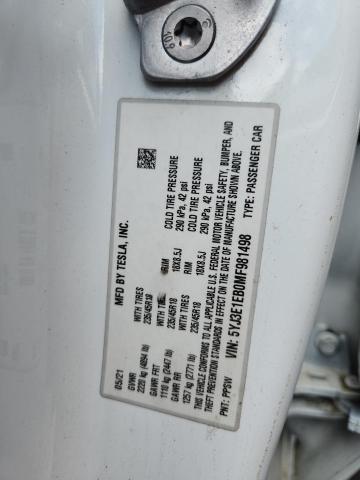 109
MFD BY TESLA, INC.
05/21
GVWR
2220 kg (4894 lb)
GAWR FRT WITH TIRES RIM COLD TIRE PRESSURE
1110 kg (2447 lb) 235/45R18 18X8.5J 290 kPa, 42 psi
GAWR RR WITH TIRES RIM COLD TIRE PRESSURE
1257 kg (2771 lb) 235/45R18 18X8.5J 290 kPa, 42 psi
THIS VEHICLE CONFORMS TO ALL APPLICABLE U.S. FEDERAL MOTOR VEHICLE SAFETY, BUMPER, AND
THEFT PREVENTION STANDARDS IN EFFECT ON THE DATE OF MANUFACTURE SHOWN ABOVE.
VIN: 5YJ3E1EB0MF981498
PNT: PPSW TYPE: PASSENGER CAR